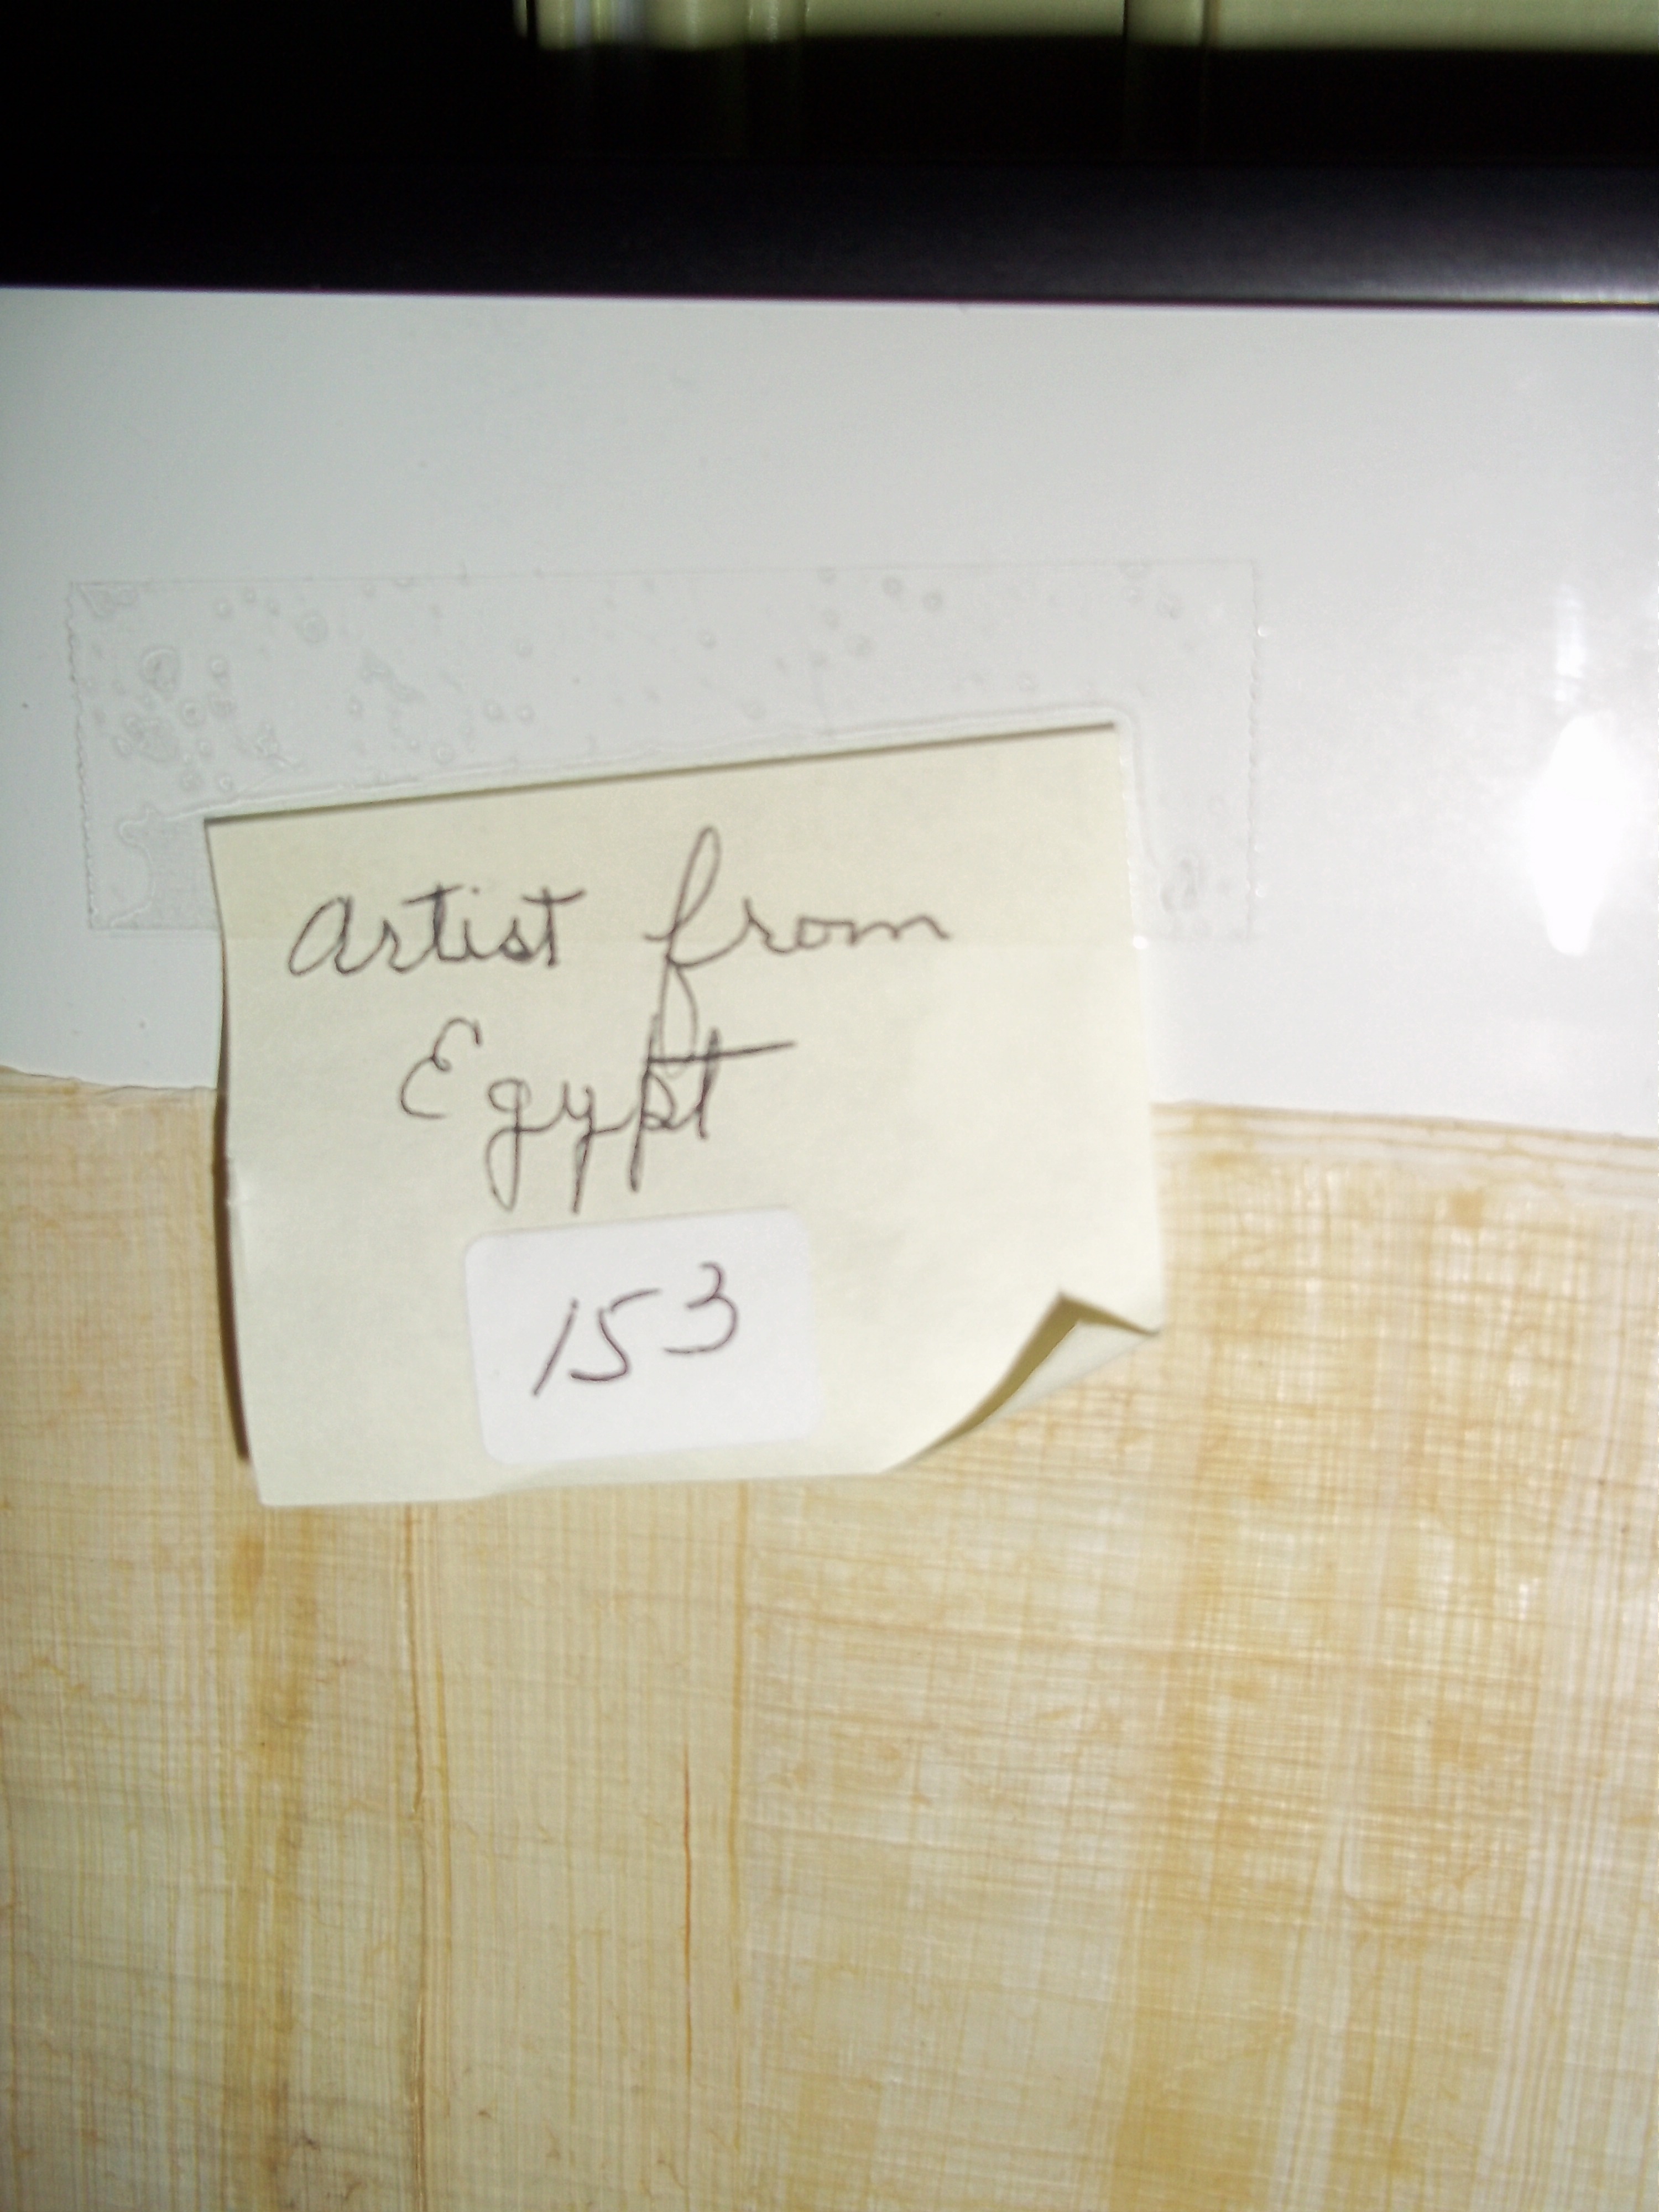 artist from
Egypt
153